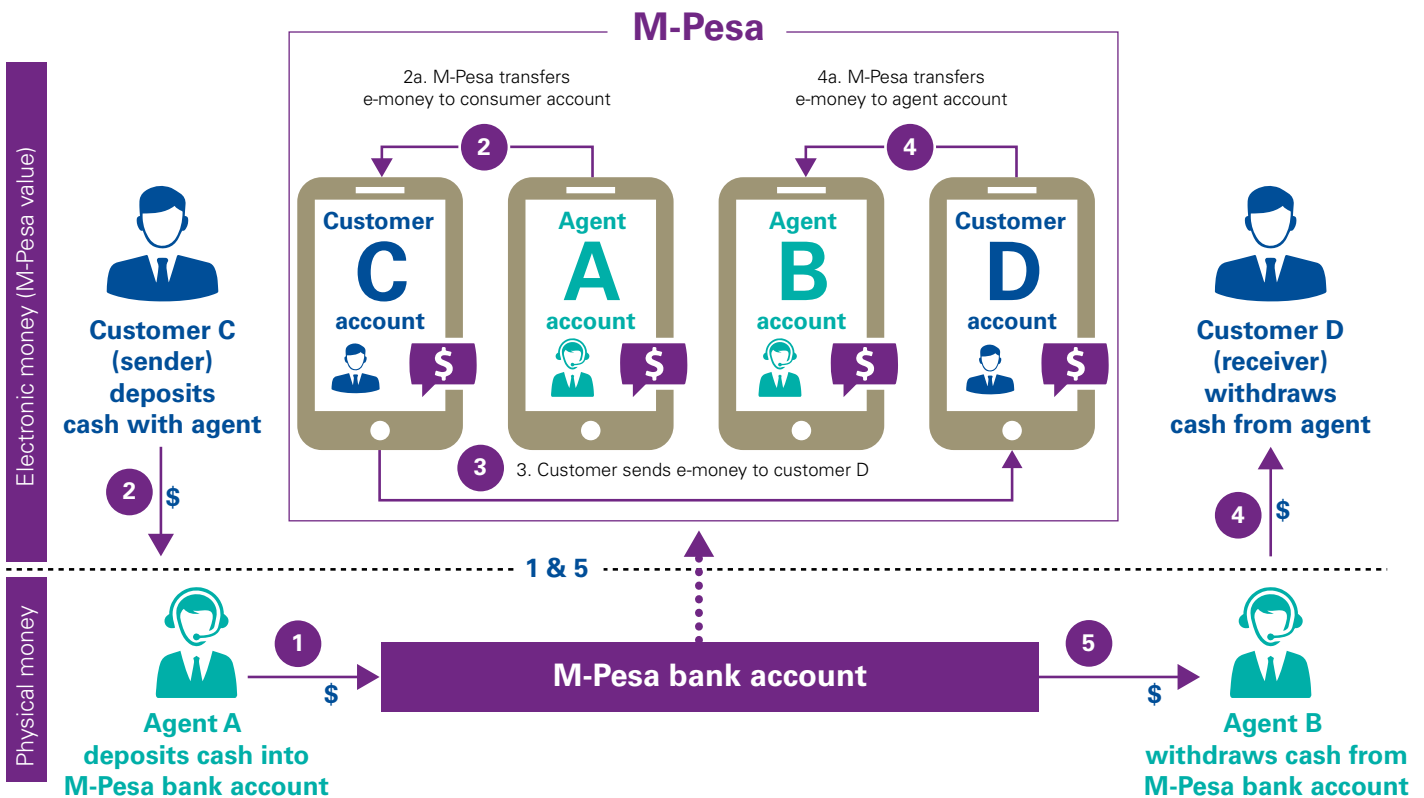 M-Pesa
Electronic money (M-Pesa value)
2a. M-Pesa transfers
e-money to consumer account
4a. M-Pesa transfers
e-money to agent account
2
4
Customer
C
account
$
Agent
A
account
$
Agent
B
account
$
Customer
D
account
$
Customer C
(sender)
deposits
cash with agent
2
$
3
3. Customer sends e-money to customer D
Customer D
(receiver)
withdraws
cash from agent
4
$
1 & 5
Physical money
1
$
M-Pesa bank account
5
$
Agent A
deposits cash into
M-Pesa bank account
Agent B
withdraws cash from
M-Pesa bank account